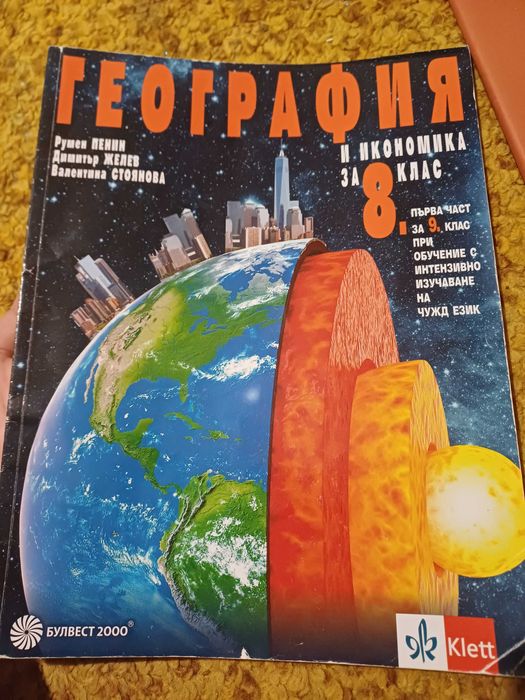 ГЕОГРАФИЯ
Румен ПЕНИН
Димитър ЖЕЛЕВ
Валентина СТОЯНОВА
И ИКОНОМИКА
ЗА 8. КЛАС
ПЪРВА ЧАСТ
ЗА 9. КЛАС
ПРИ
ОБУЧЕНИЕ С
ИНТЕНЗИВНО
ИЗУЧАВАНЕ
НА
ЧУЖД ЕЗИК
БУЛВЕСТ 2000®
Klett